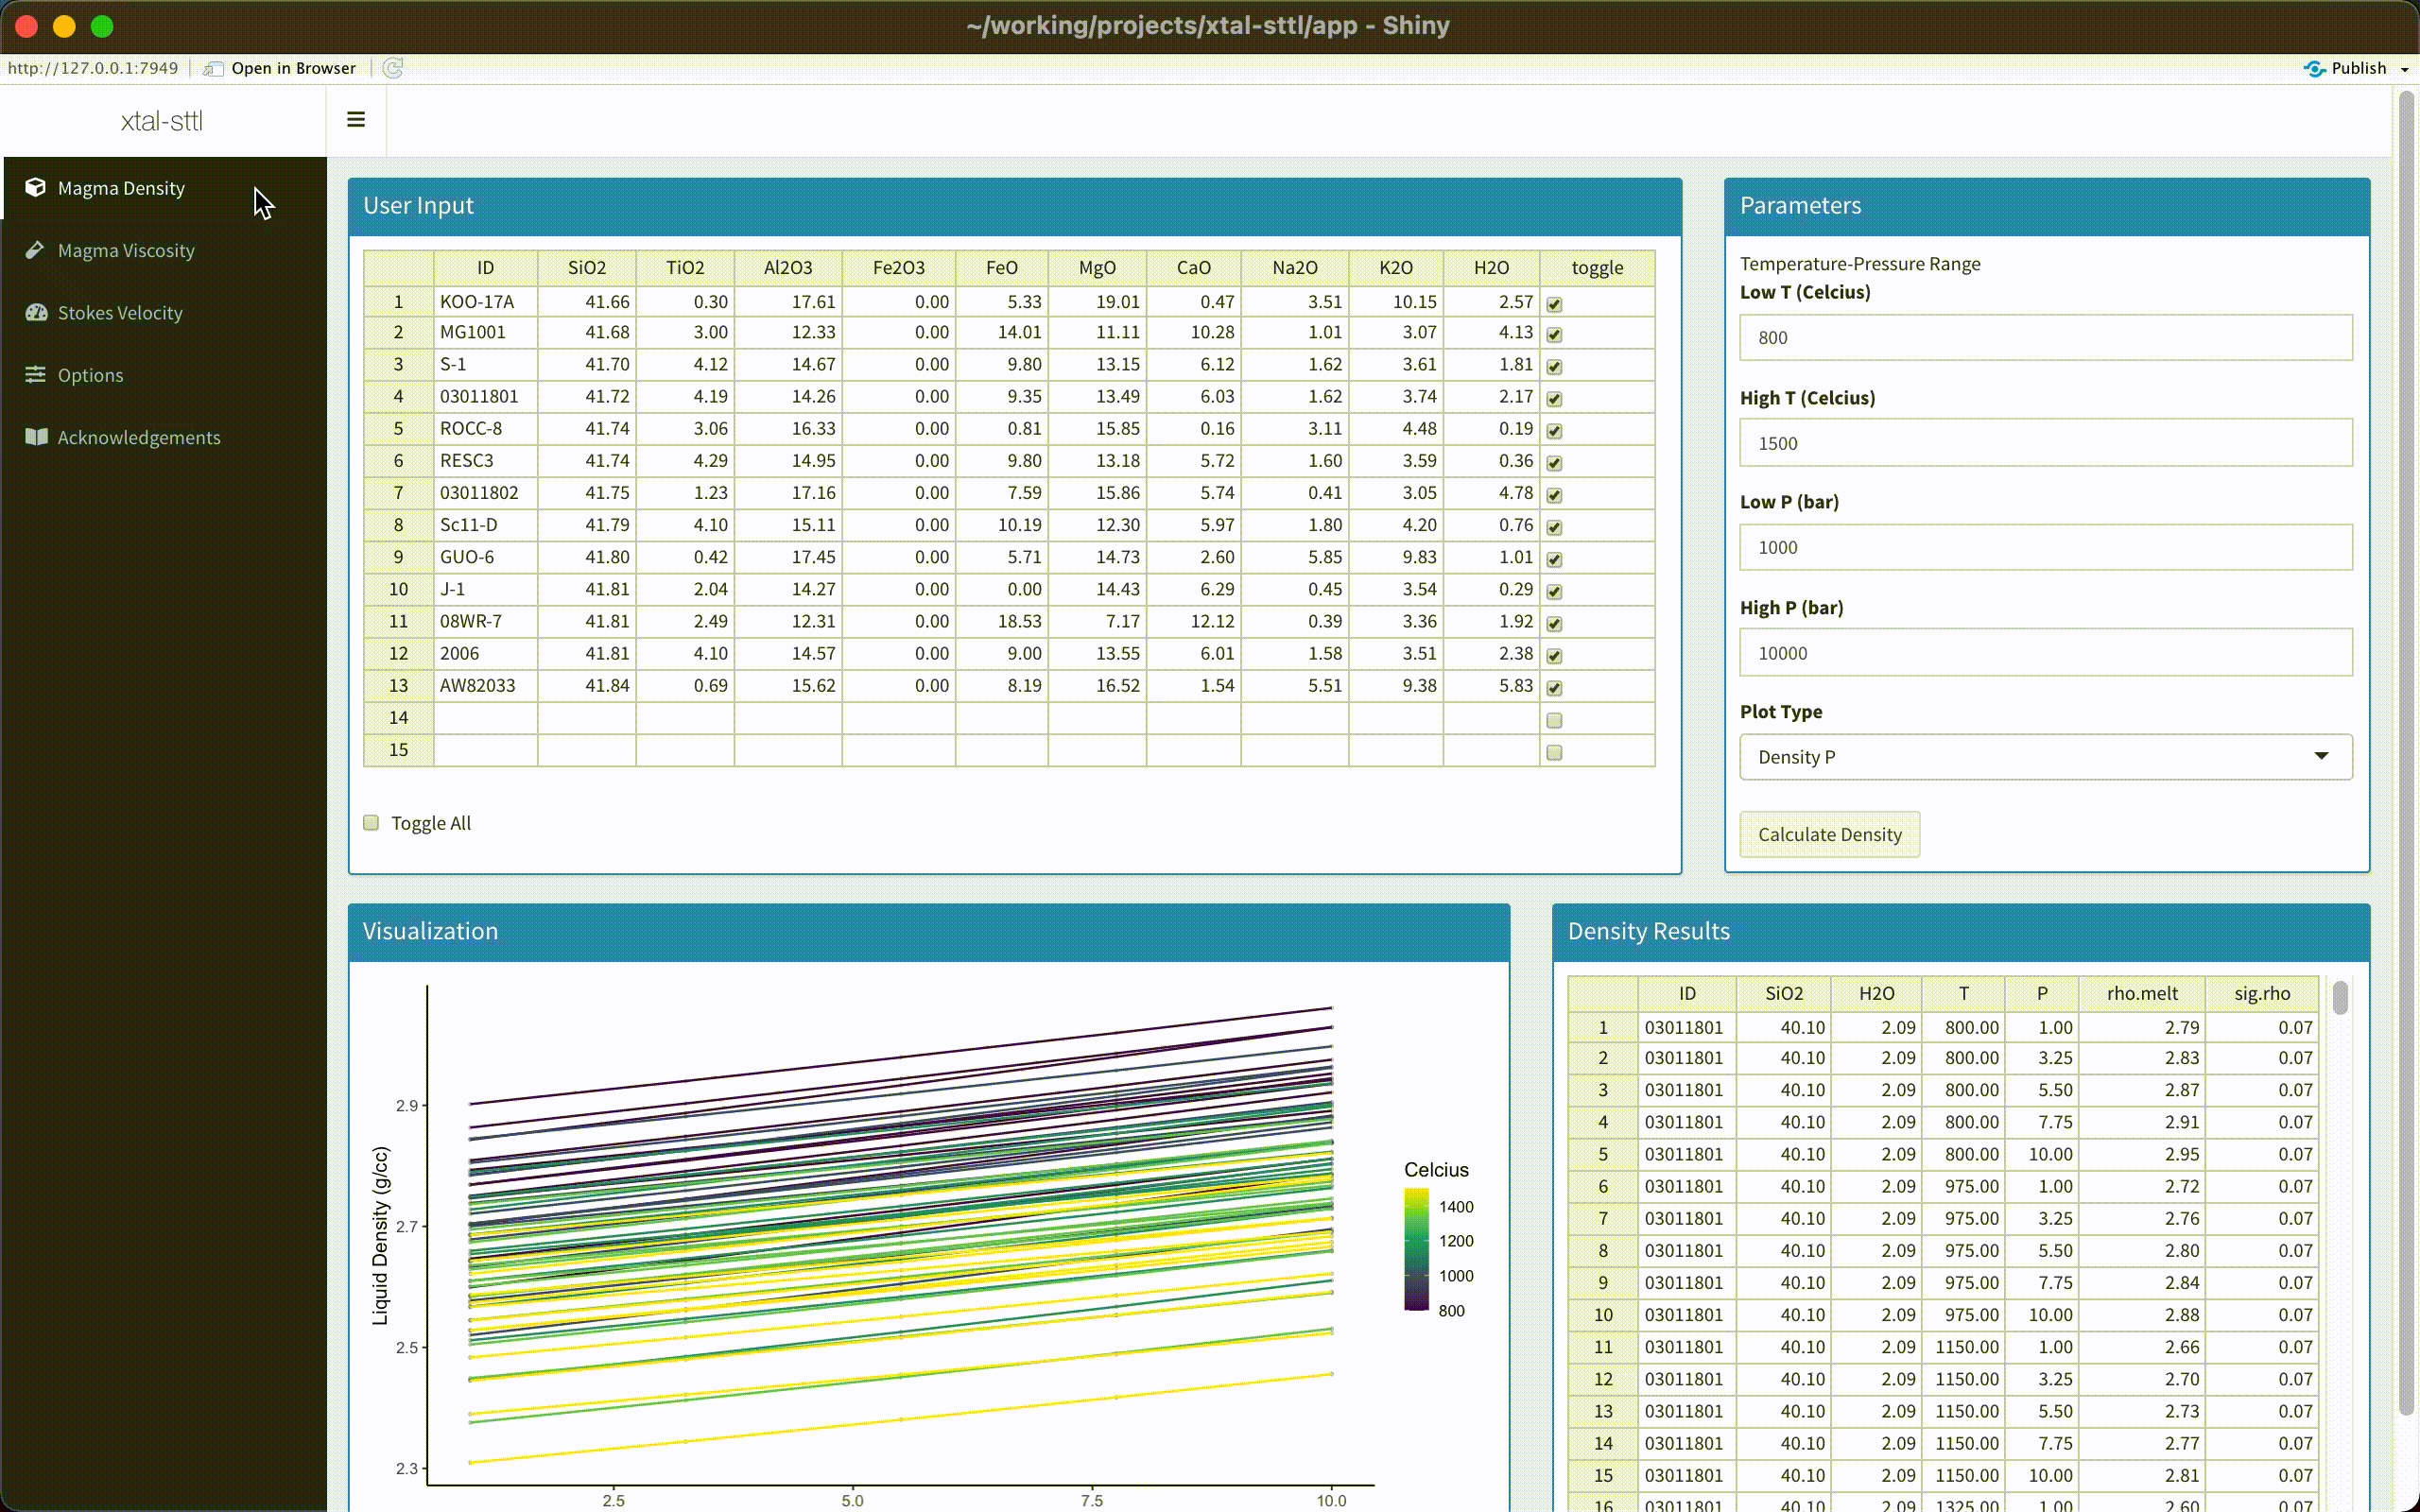 ~/working/projects/xtal-sttl/app - Shiny
http://127.0.0.1:7949 Open in Browser Publish
xtal-sttl
Magma Density
Magma Viscosity
Stokes Velocity
Options
Acknowledgements
User Input
ID SiO2 TiO2 Al2O3 Fe2O3 FeO MgO CaO Na2O K2O H2O toggle
1 KOO-17A 41.66 0.30 17.61 0.00 5.33 19.01 0.47 3.51 10.15 2.57
2 MG1001 41.68 3.00 12.33 0.00 14.01 11.11 10.28 1.01 3.07 4.13
3 S-1 41.70 4.12 14.67 0.00 9.80 13.15 6.12 1.62 3.61 1.81
4 03011801 41.72 4.19 14.26 0.00 9.35 13.49 6.03 1.62 3.74 2.17
5 ROCC-8 41.74 3.06 16.33 0.00 0.81 15.85 0.16 3.11 4.48 0.19
6 RESC3 41.74 4.29 14.95 0.00 9.80 13.18 5.72 1.60 3.59 0.36
7 03011802 41.75 1.23 17.16 0.00 7.59 15.86 5.74 0.41 3.05 4.78
8 Sc11-D 41.79 4.10 15.11 0.00 10.19 12.30 5.97 1.80 4.20 0.76
9 GUO-6 41.80 0.42 17.45 0.00 5.71 14.73 2.60 5.85 9.83 1.01
10 J-1 41.81 2.04 14.27 0.00 0.00 14.43 6.29 0.45 3.54 0.29
11 08WR-7 41.81 2.49 12.31 0.00 18.53 7.17 12.12 0.39 3.36 1.92
12 2006 41.81 4.10 14.57 0.00 9.00 13.55 6.01 1.58 3.51 2.38
13 AW82033 41.84 0.69 15.62 0.00 8.19 16.52 1.54 5.51 9.38 5.83
14
15
Toggle All
Parameters
Temperature-Pressure Range
Low T (Celcius)
800
High T (Celcius)
1500
Low P (bar)
1000
High P (bar)
10000
Plot Type
Density P
Calculate Density
Visualization
Liquid Density (g/cc)
2.9
2.7
2.5
2.3
2.5 5.0 7.5 10.0
Celcius
1400
1200
1000
800
Density Results
ID SiO2 H2O T P rho.melt sig.rho
1 03011801 40.10 2.09 800.00 1.00 2.79 0.07
2 03011801 40.10 2.09 800.00 3.25 2.83 0.07
3 03011801 40.10 2.09 800.00 5.50 2.87 0.07
4 03011801 40.10 2.09 800.00 7.75 2.91 0.07
5 03011801 40.10 2.09 800.00 10.00 2.95 0.07
6 03011801 40.10 2.09 975.00 1.00 2.72 0.07
7 03011801 40.10 2.09 975.00 3.25 2.76 0.07
8 03011801 40.10 2.09 975.00 5.50 2.80 0.07
9 03011801 40.10 2.09 975.00 7.75 2.84 0.07
10 03011801 40.10 2.09 975.00 10.00 2.88 0.07
11 03011801 40.10 2.09 1150.00 1.00 2.66 0.07
12 03011801 40.10 2.09 1150.00 3.25 2.70 0.07
13 03011801 40.10 2.09 1150.00 5.50 2.73 0.07
14 03011801 40.10 2.09 1150.00 7.75 2.77 0.07
15 03011801 40.10 2.09 1150.00 10.00 2.81 0.07
16 03011801 40.10 2.09 1325.00 1.00 2.60 0.07